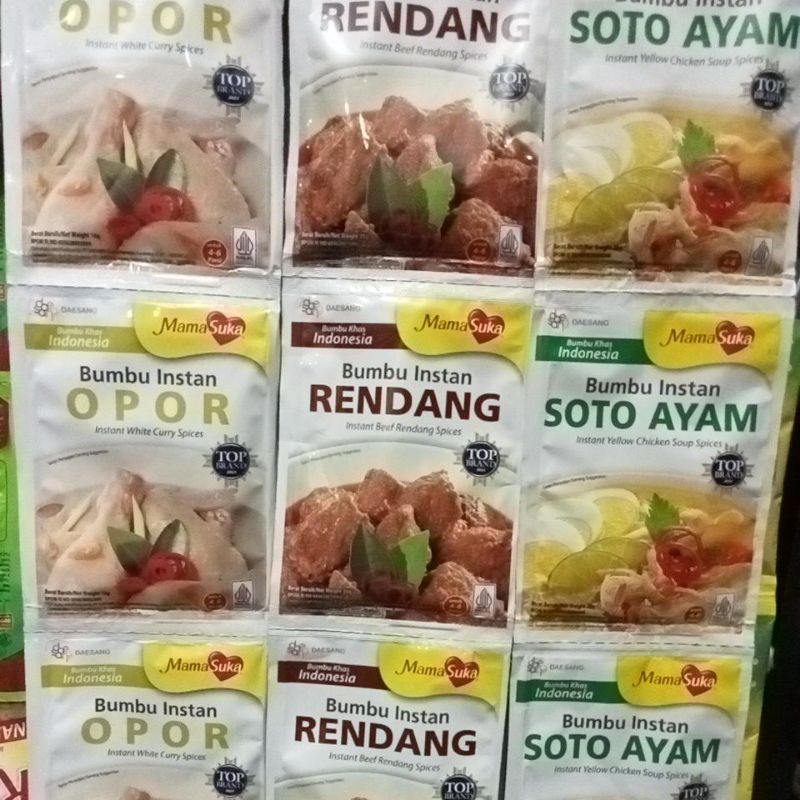 OPOR
Instant White Curry Spices
TOP
BRAND
RENDANG
Instant Beef Rendang Spices
TOP
BRAND
Bumbu Instan
SOTO AYAM
Instant Yellow Chicken Soup Spices
TOP
BRAND
DAESANG
Bumbu Khas
Indonesia
MamaSuka
Bumbu Instan
OPOR
Instant White Curry Spices
TOP
BRAND
DAESANG
Bumbu Khas
Indonesia
MamaSuka
Bumbu Instan
RENDANG
Instant Beef Rendang Spices
TOP
BRAND
DAESANG
Bumbu Khas
Indonesia
MamaSuka
Bumbu Instan
SOTO AYAM
Instant Yellow Chicken Soup Spices
TOP
BRAND
DAESANG
Bumbu Khas
Indonesia
MamaSuka
Bumbu Instan
OPOR
Instant White Curry Spices
TOP
BRAND
DAESANG
Bumbu Khas
Indonesia
MamaSuka
Bumbu Instan
RENDANG
Instant Beef Rendang Spices
TOP
BRAND
DAESANG
Bumbu Khas
Indonesia
MamaSuka
Bumbu Instan
SOTO AYAM
Instant Yellow Chicken Soup Spices
TOP